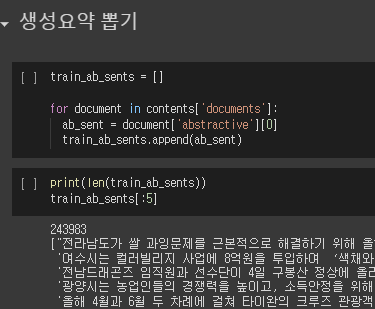 생성요약 뽑기
[ ] train_ab_sents = []
for document in contents['documents']:
ab_sent = document['abstractive'][0]
train_ab_sents.append(ab_sent)
[ ] print(len(train_ab_sents))
train_ab_sents[:5]
243983
["전라남도가 쌀 과잉문제를 근본적으로 해결하기 위해 올
'여수시는 컬러빌리지 사업에 8억원을 투입하여 '색채와
'전남드래곤즈 임직원과 선수단이 4일 구봉산 정상에 올라
'광양시는 농업인들의 경쟁력을 높이고, 소득안정을 위해
'올해 4월과 6월 두 차례에 걸쳐 타이완의 크루즈 관광객